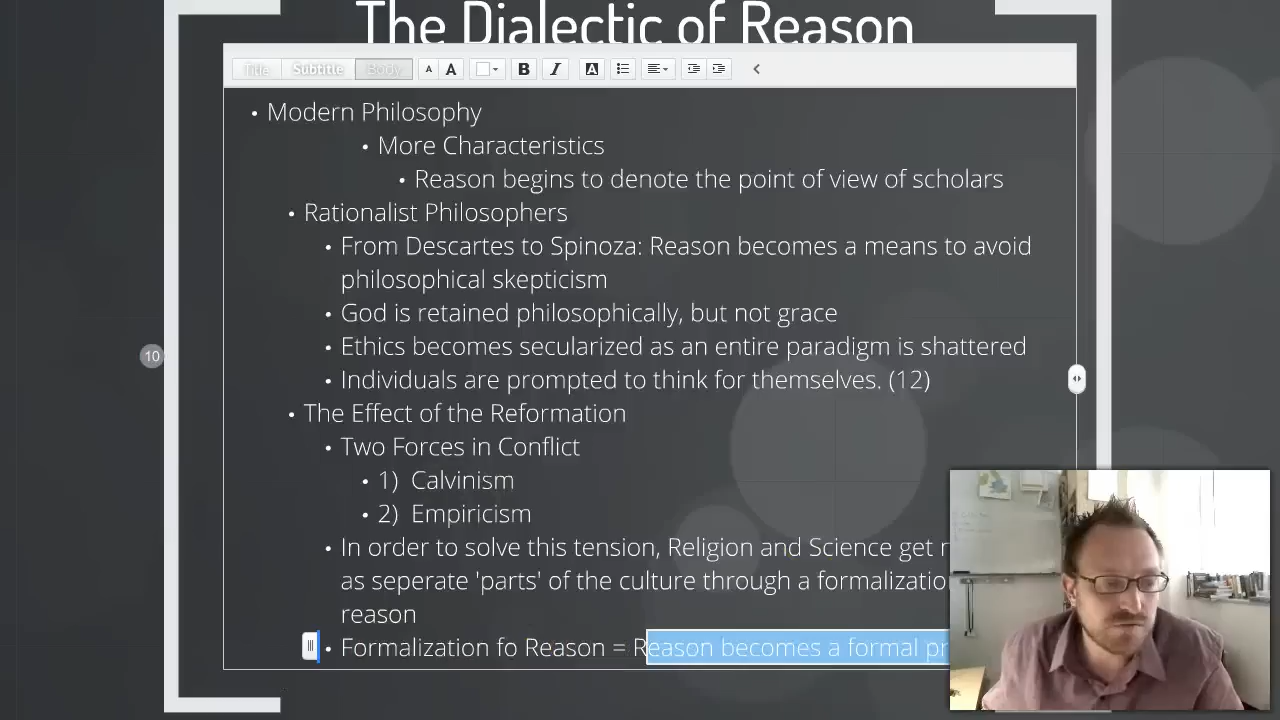 The Dialectic of Reason
Title Subtitle Body A A B I A
• Modern Philosophy
• More Characteristics
• Reason begins to denote the point of view of scholars
• Rationalist Philosophers
• From Descartes to Spinoza: Reason becomes a means to avoid
philosophical skepticism
• God is retained philosophically, but not grace
• Ethics becomes secularized as an entire paradigm is shattered
10
• Individuals are prompted to think for themselves. (12)
• The Effect of the Reformation
• Two Forces in Conflict
• 1) Calvinism
• 2) Empiricism
• In order to solve this tension, Religion and Science get
as seperate 'parts' of the culture through a
reason
• Formalization fo Reason = Reason becomes a formal